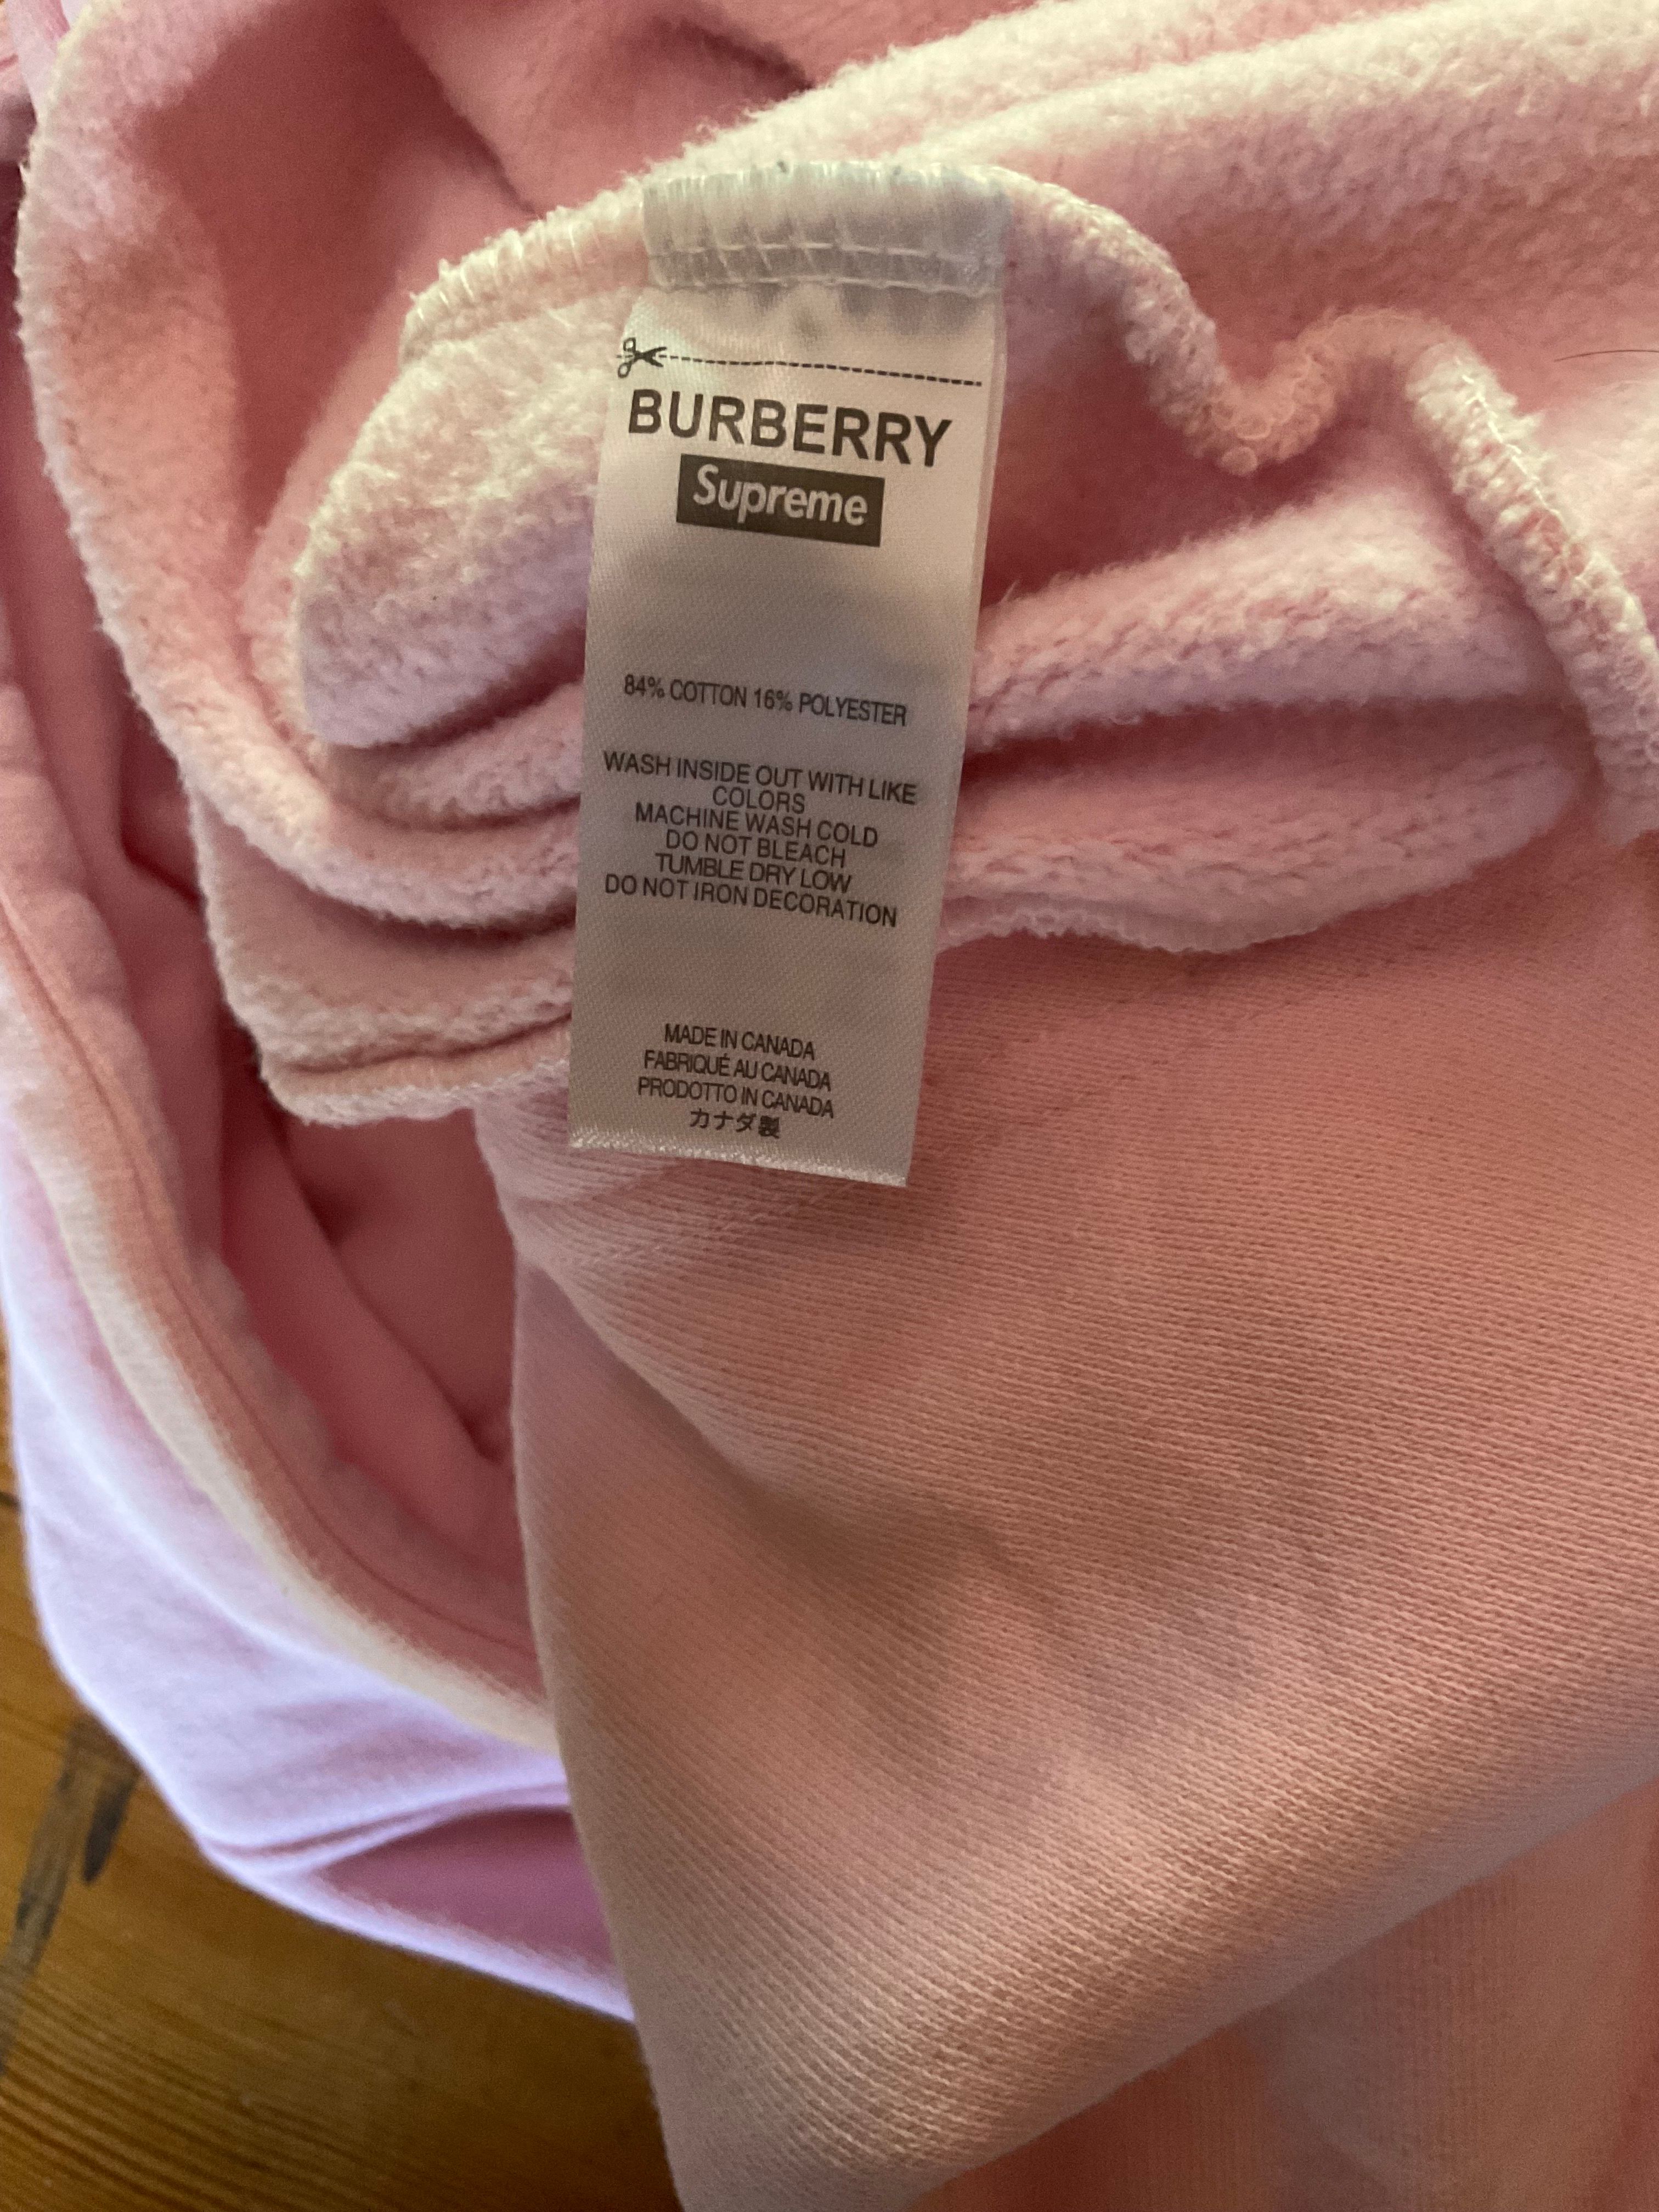 BURBERRY
Supreme
84% COTTON 16% POLYESTER
WASH INSIDE OUT WITH LIKE
COLORS
MACHINE WASH COLD
DO NOT BLEACH
TUMBLE DRY LOW
DO NOT IRON DECORATION
MADE IN CANADA
FABRIQUÉ AU CANADA
PRODOTTO IN CANADA
カナダ製